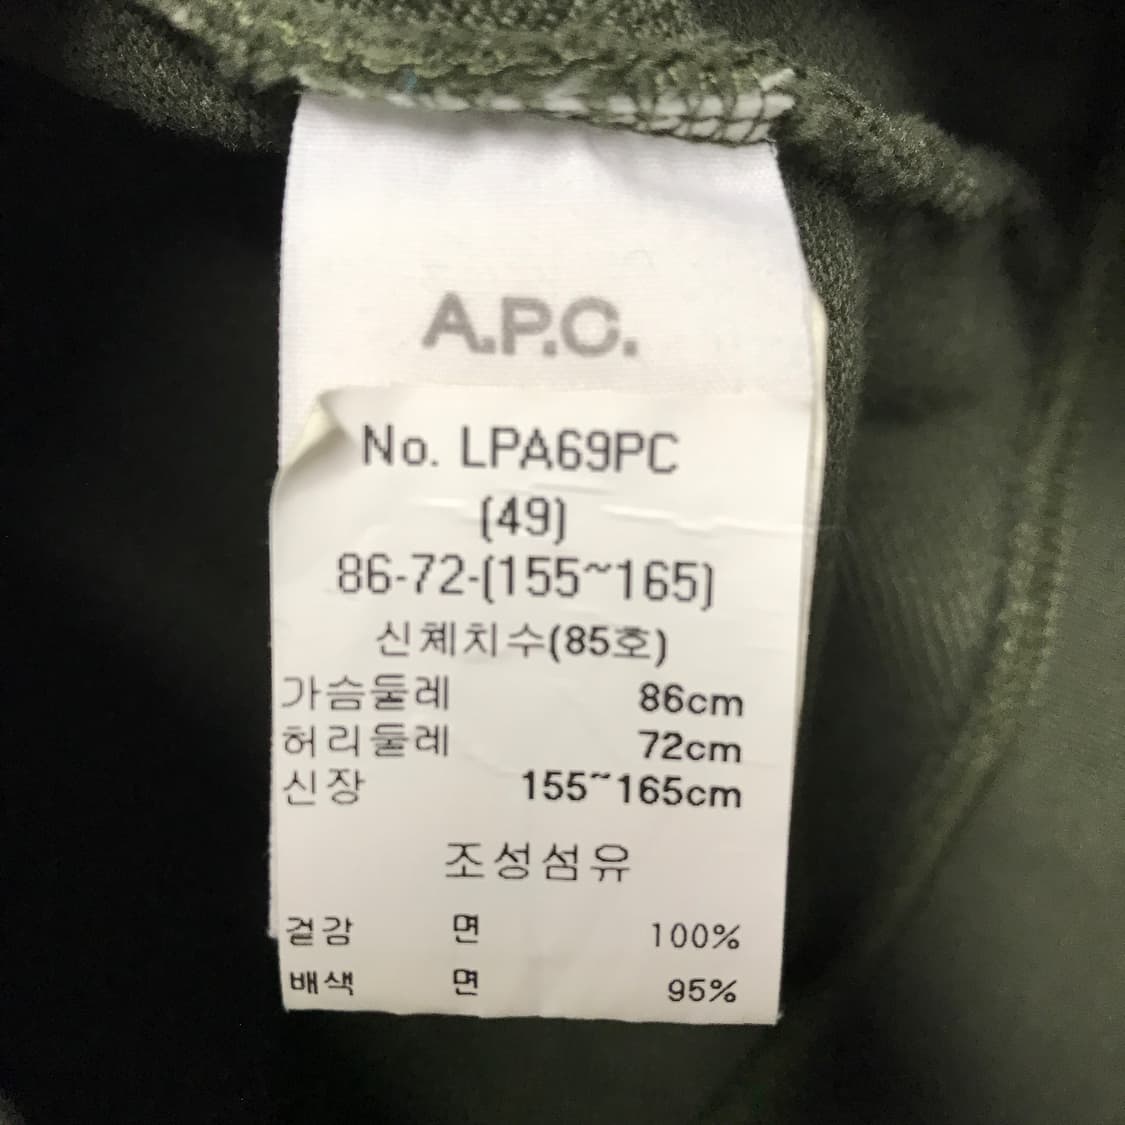 A.P.C.
No. LPA69PC
(49)
86-72-(155~165)
신체치수(85호)
가슴둘레 86cm
허리둘레 72cm
신장 155~165cm
조성섬유
겉감 면 100%
배색 면 95%